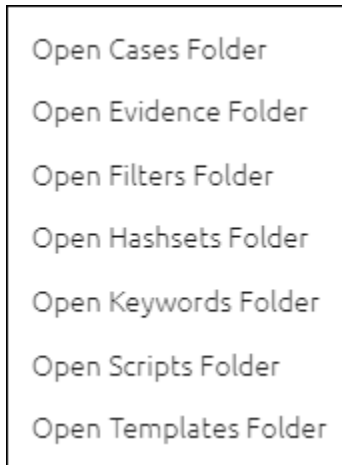 Open Cases Folder
Open Evidence Folder
Open Filters Folder
Open Hashsets Folder
Open Keywords Folder
Open Scripts Folder
Open Templates Folder